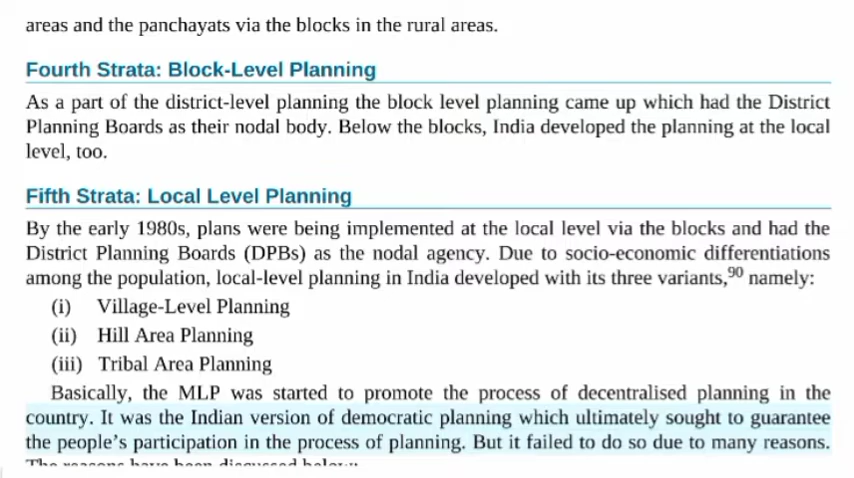 areas and the panchayats via the blocks in the rural areas.
Fourth Strata: Block-Level Planning
As a part of the district-level planning the block level planning came up which had the District
Planning Boards as their nodal body. Below the blocks, India developed the planning at the local
level, too.
Fifth Strata: Local Level Planning
By the early 1980s, plans were being implemented at the local level via the blocks and had the
District Planning Boards (DPBs) as the nodal agency. Due to socio-economic differentiations
among the population, local-level planning in India developed with its three variants,90 namely:
(i) Village-Level Planning
(ii) Hill Area Planning
(iii) Tribal Area Planning
Basically, the MLP was started to promote the process of decentralised planning in the
country. It was the Indian version of democratic planning which ultimately sought to guarantee
the people's participation in the process of planning. But it failed to do so due to many reasons.
The reasons have been discussed below: